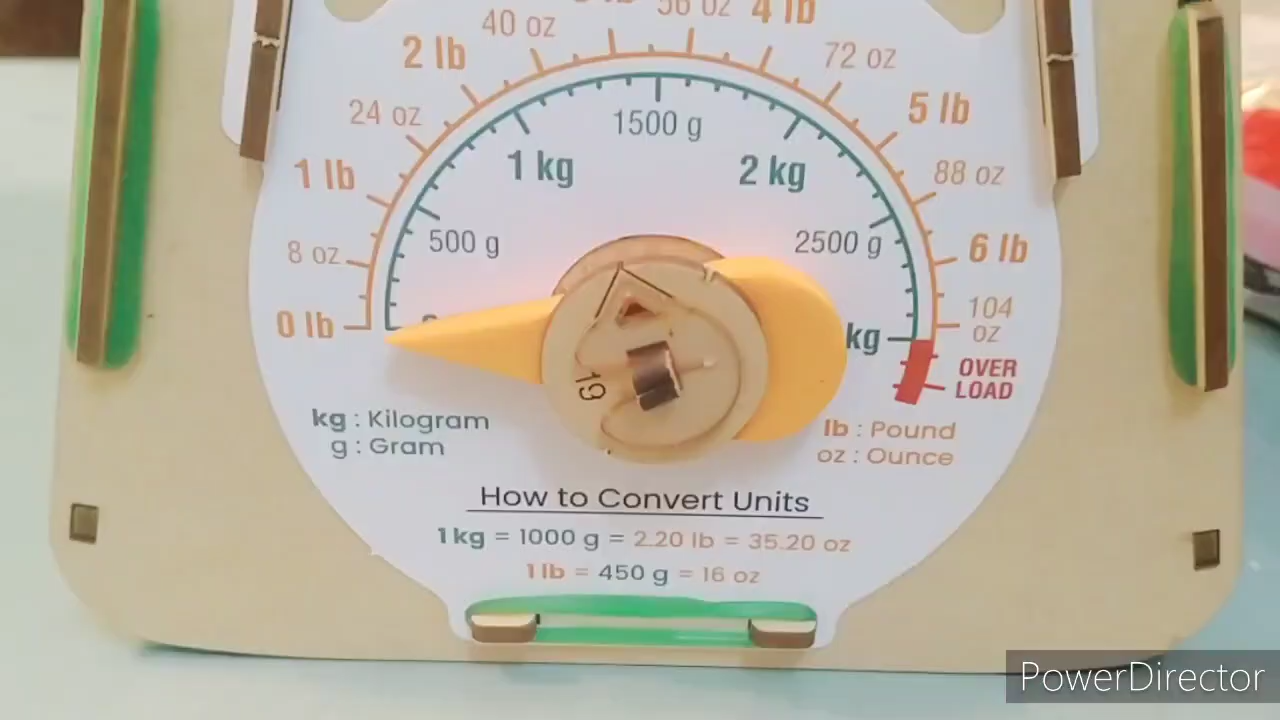 56 oz
4 lb
40 oz
2 lb
72 oz
24 oz
5 lb
1500 g
1 kg
2 kg
1 lb
88 oz
8 oz
500 g
2500 g
6 lb
0 lb
104
oz
kg
OVER
LOAD
kg : Kilogram
g : Gram
lb : Pound
oz : Ounce
19
How to Convert Units
1 kg = 1000 g = 2.20 lb = 35.20 oz
1 lb = 450 g = 16 oz
PowerDirector